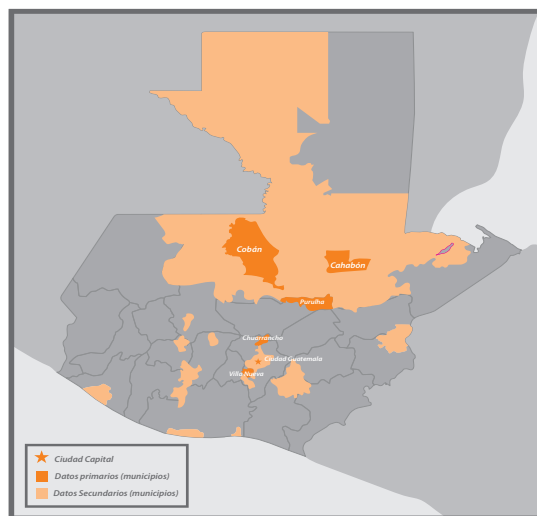 Cobán
Cahabón
Purulha
Chuarrancho
Ciudad Guatemala
Villa Nueva
Ciudad Capital
Datos primarios (municipios)
Datos Secundarios (municipios)